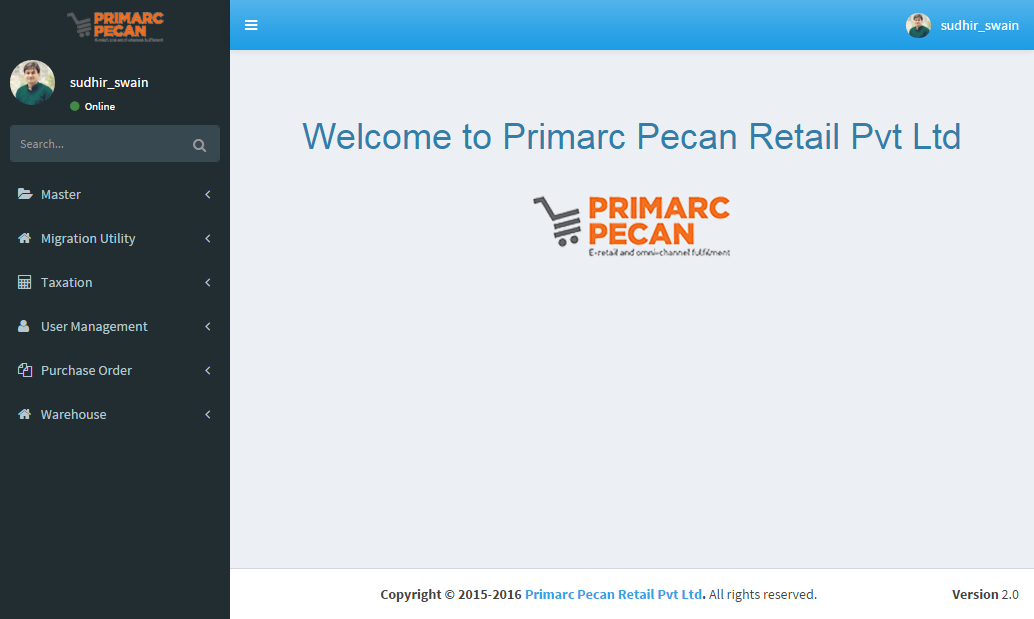 PRIMARC
PECAN
sudhir_swain
sudhir_swain
Online
Search...
Master
Migration Utility
Taxation
User Management
Purchase Order
Warehouse
Welcome to Primarc Pecan Retail Pvt Ltd
PRIMARC
PECAN
E-retail and omni-channel fulfilment
Copyright © 2015-2016 Primarc Pecan Retail Pvt Ltd. All rights reserved.
Version 2.0